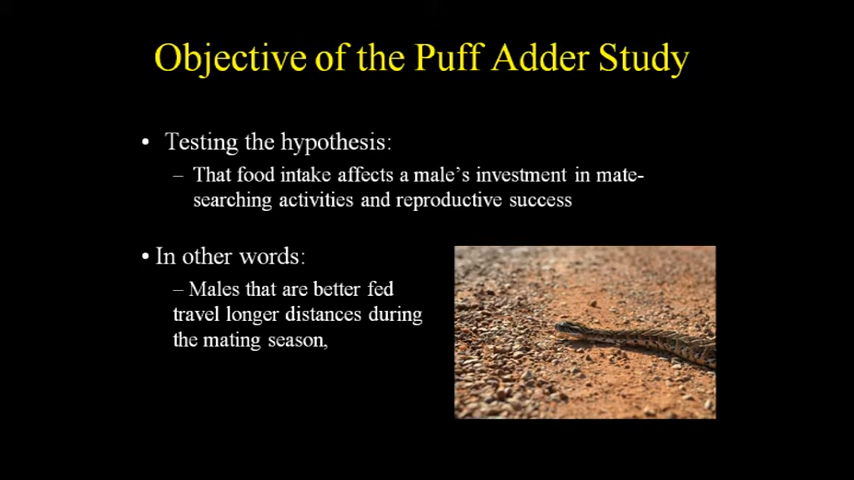 Objective of the Puff Adder Study
• Testing the hypothesis:
– That food intake affects a male’s investment in mate-
searching activities and reproductive success
• In other words:
– Males that are better fed
travel longer distances during
the mating season,